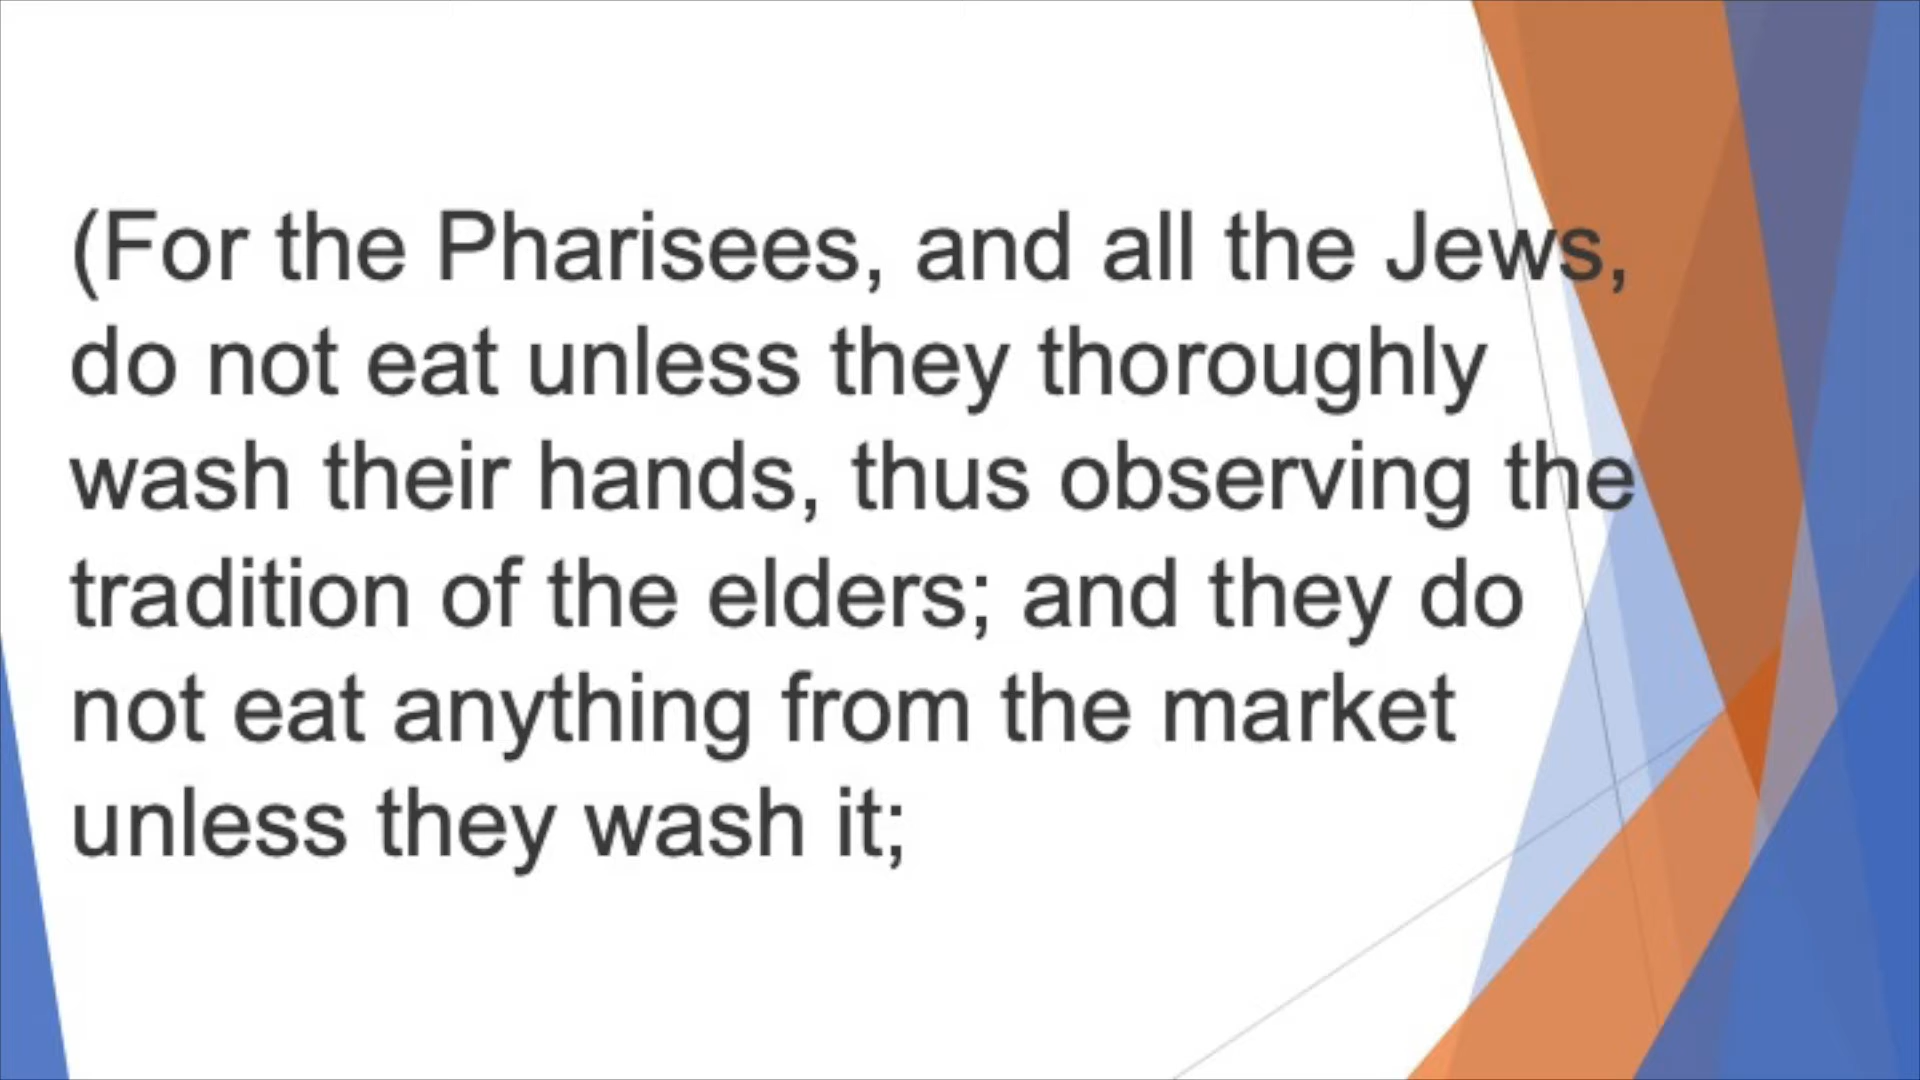 (For the Pharisees, and all the Jews,
do not eat unless they thoroughly
wash their hands, thus observing the
tradition of the elders; and they do
not eat anything from the market
unless they wash it;